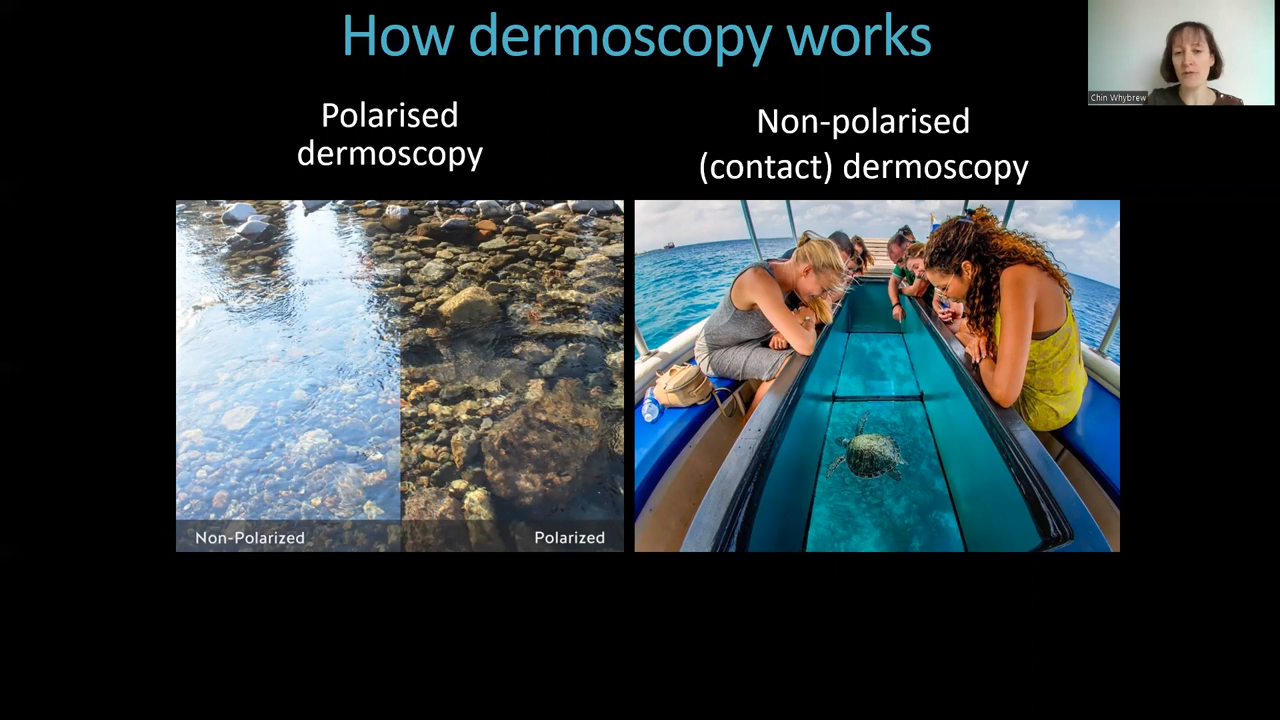 How dermoscopy works
Chin Whybrew
Polarised
dermoscopy
Non-polarised
(contact) dermoscopy
Non-Polarized
Polarized